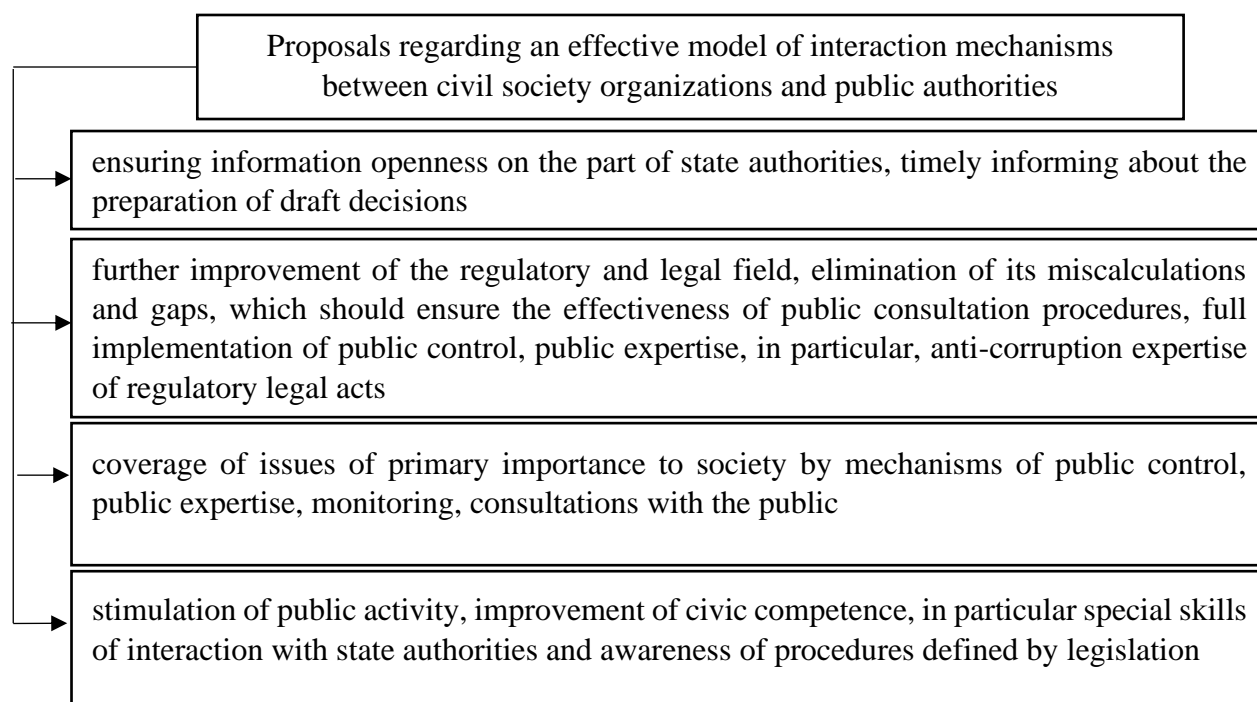 Proposals regarding an effective model of interaction mechanisms
between civil society organizations and public authorities
ensuring information openness on the part of state authorities, timely informing about the
preparation of draft decisions
further improvement of the regulatory and legal field, elimination of its miscalculations
and gaps, which should ensure the effectiveness of public consultation procedures, full
implementation of public control, public expertise, in particular, anti-corruption expertise
of regulatory legal acts
coverage of issues of primary importance to society by mechanisms of public control,
public expertise, monitoring, consultations with the public
stimulation of public activity, improvement of civic competence, in particular special skills
of interaction with state authorities and awareness of procedures defined by legislation